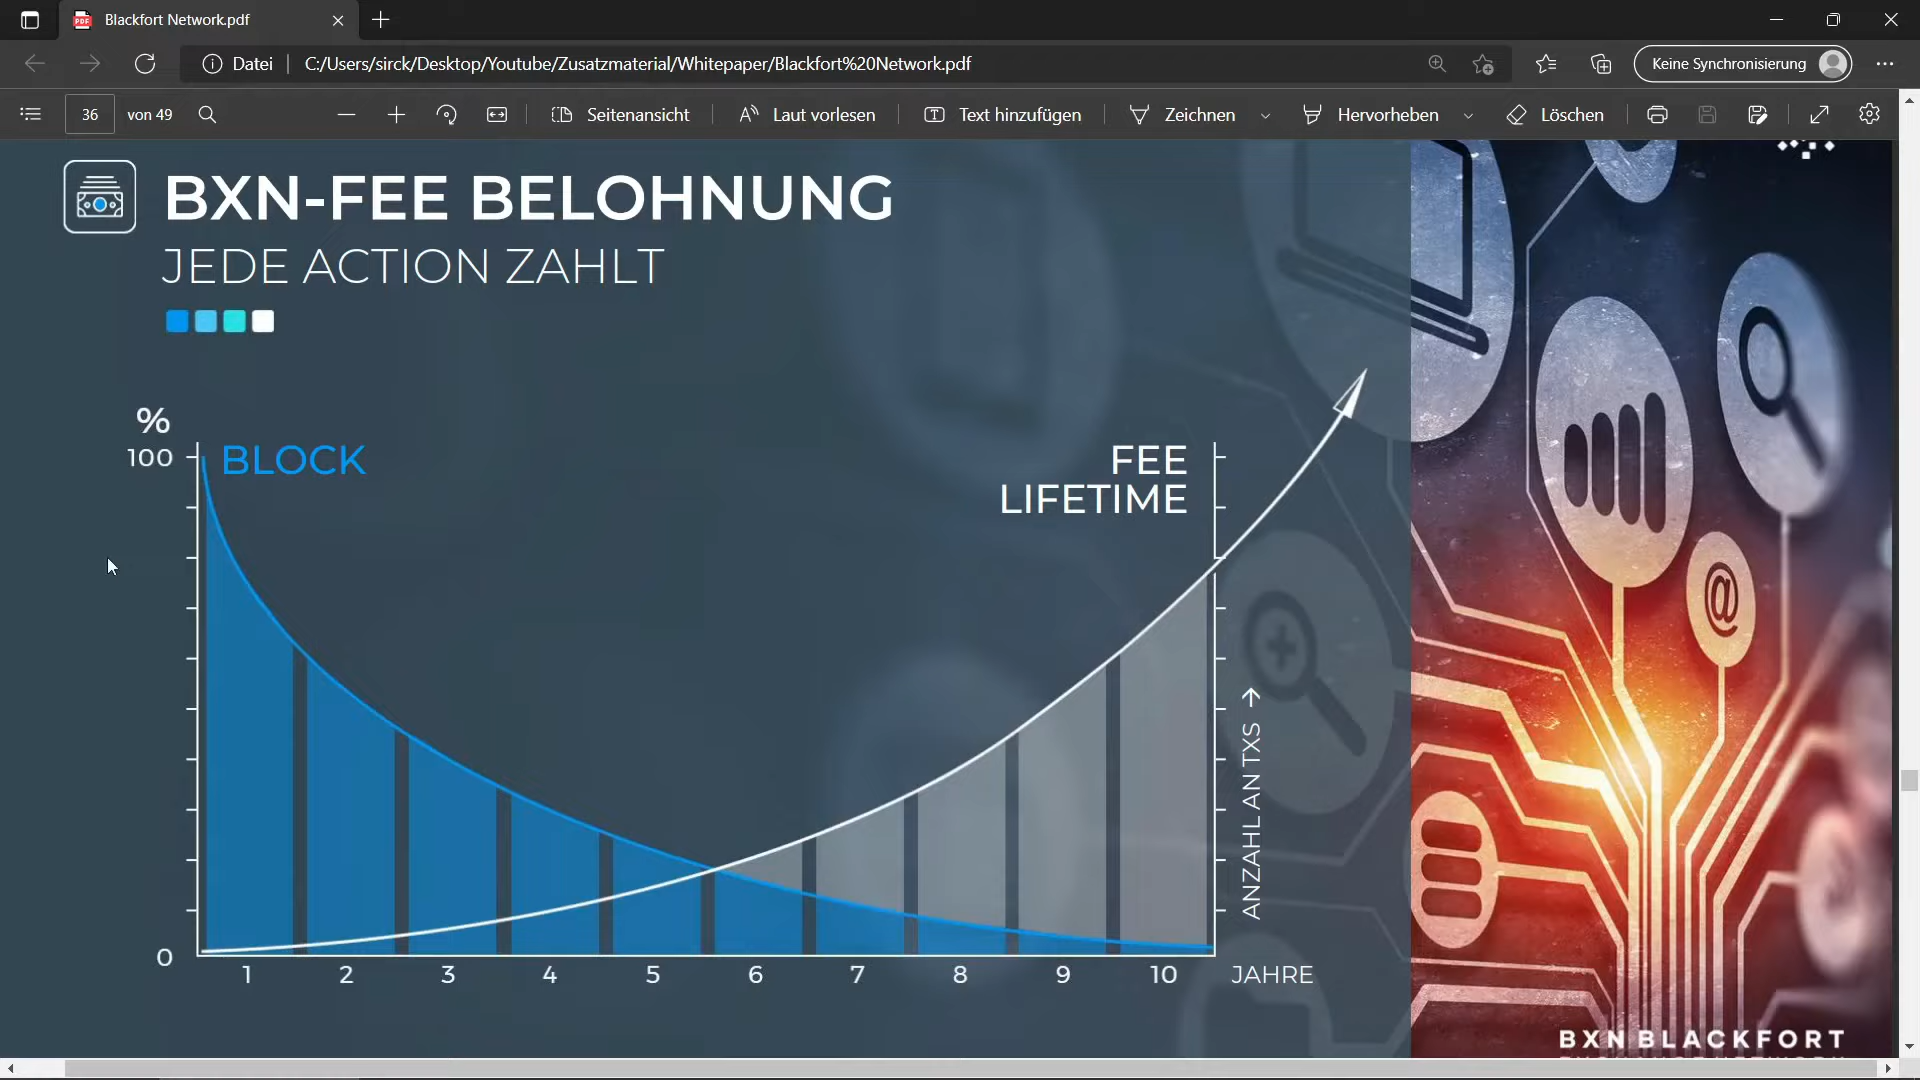 Blackfort Network.pdf
Datei
C:/Users/sirck/Desktop/Youtube/Zusatzmaterial/Whitepaper/Blackfort%20Network.pdf
Keine Synchronisierung
36
von 49
Seitenansicht
Laut vorlesen
Text hinzufügen
Zeichnen
Hervorheben
Löschen
BXN-FEE BELOHNUNG
JEDE ACTION ZAHLT
%
100
BLOCK
FEE
LIFETIME
ANZAHL AN TXS →
0
1 2 3 4 5 6 7 8 9 10 JAHRE
BXN BLACKFORT